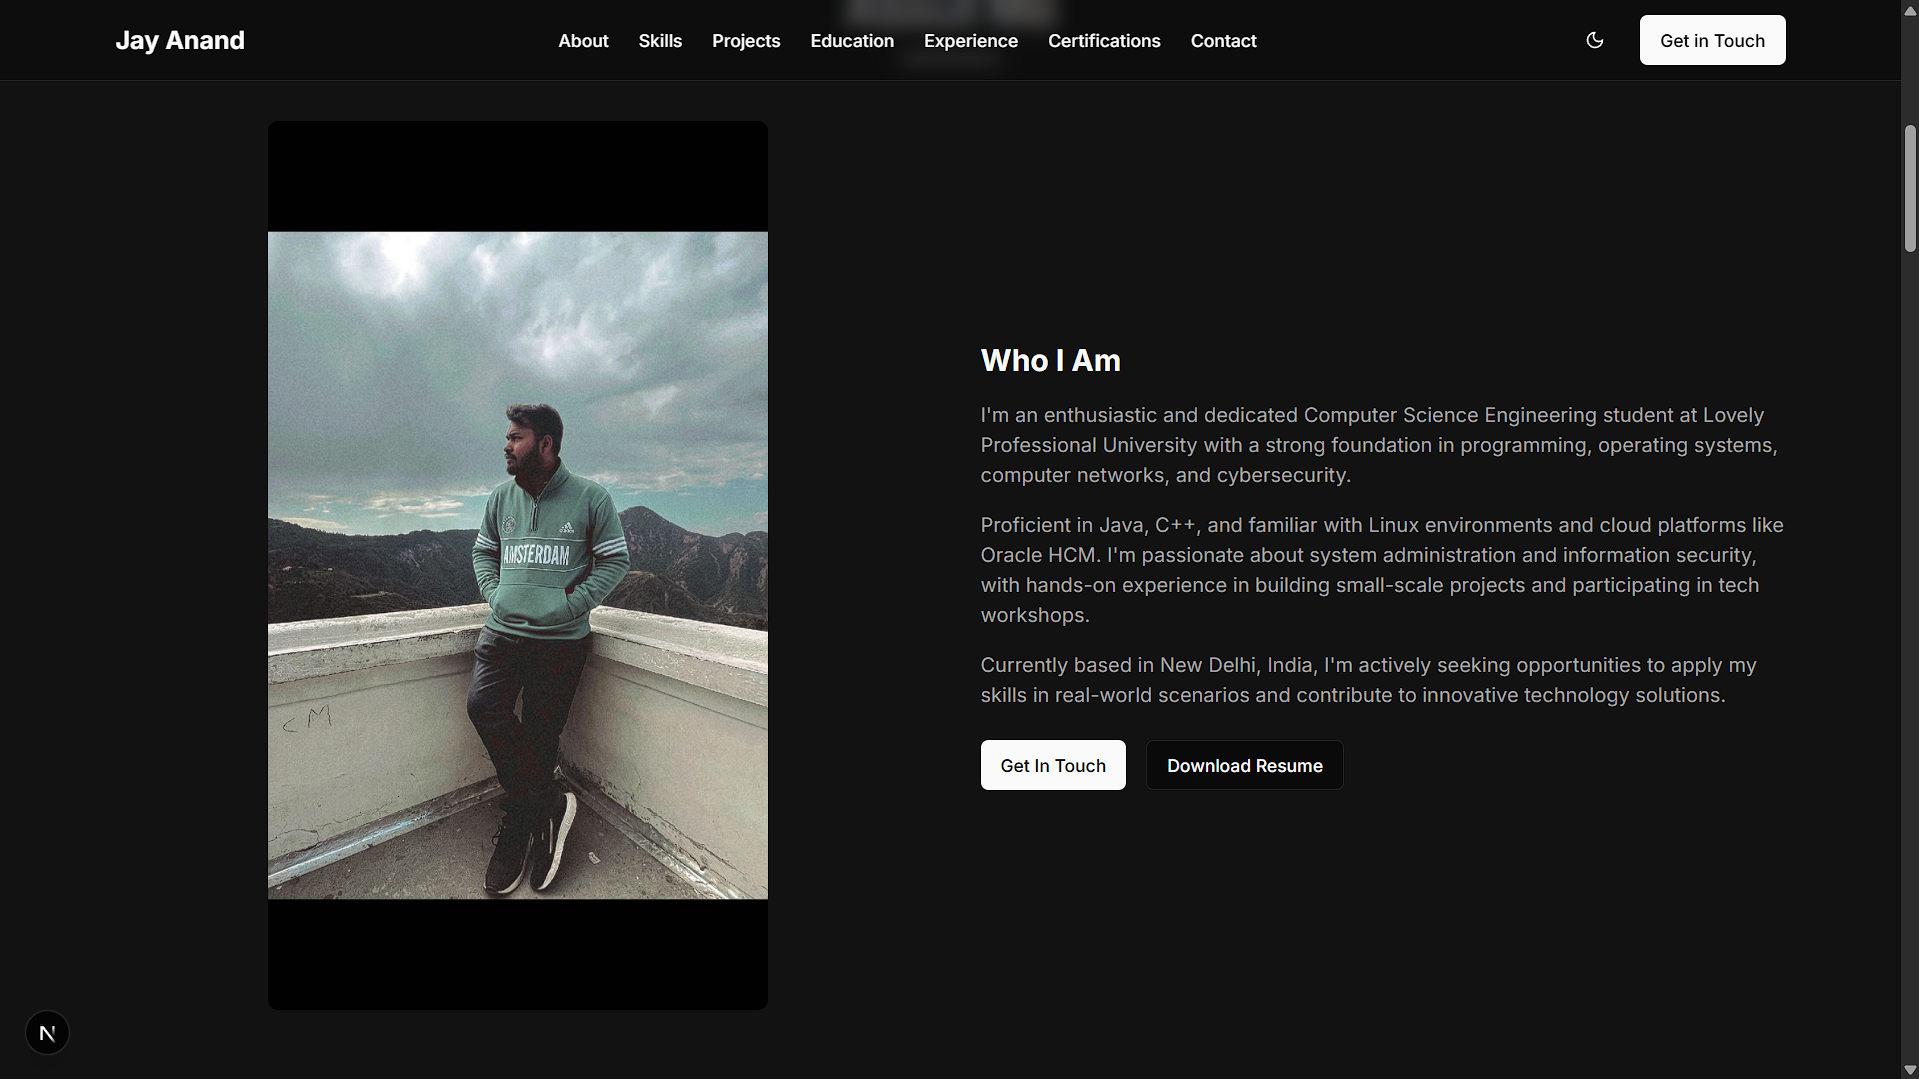 Jay Anand
About Skills Projects Education Experience Certifications Contact
Get in Touch
AMSTERDAM
CM
Who I Am
I'm an enthusiastic and dedicated Computer Science Engineering student at Lovely
Professional University with a strong foundation in programming, operating systems,
computer networks, and cybersecurity.
Proficient in Java, C++, and familiar with Linux environments and cloud platforms like
Oracle HCM. I'm passionate about system administration and information security,
with hands-on experience in building small-scale projects and participating in tech
workshops.
Currently based in New Delhi, India, I'm actively seeking opportunities to apply my
skills in real-world scenarios and contribute to innovative technology solutions.
Get In Touch
Download Resume
N